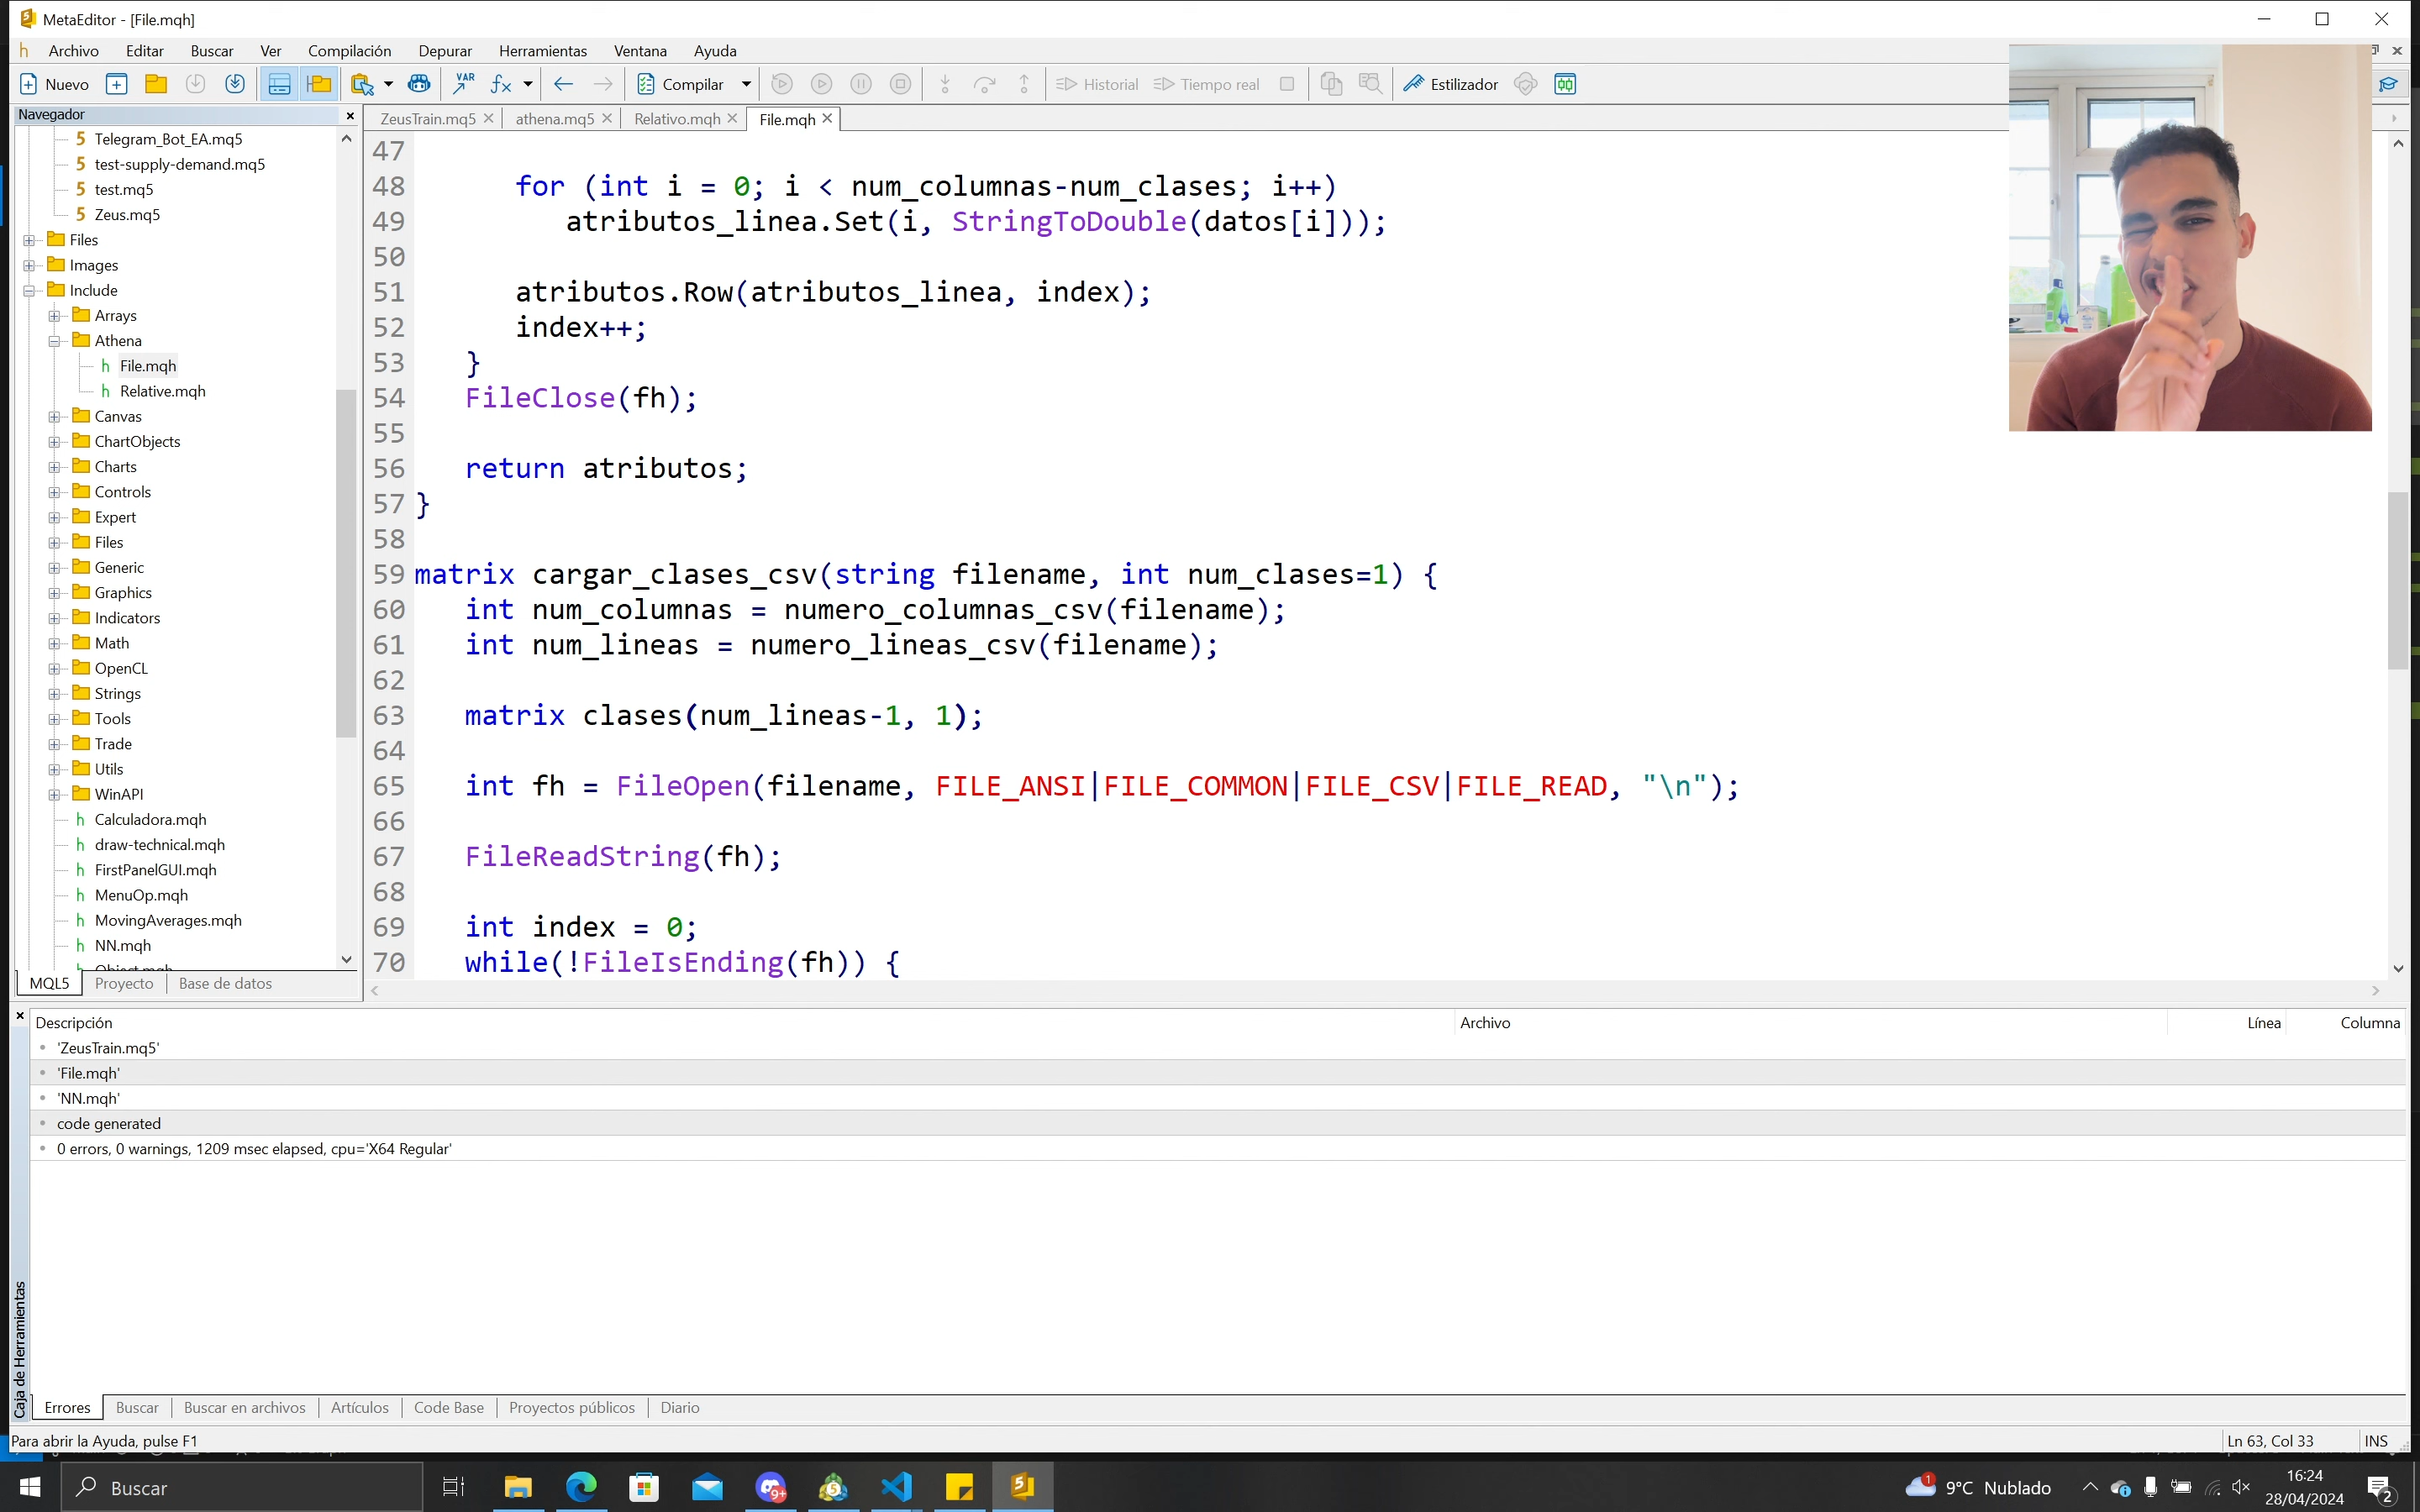 MetaEditor - [File.mqh]
Archivo Editar Buscar Ver Compilación Depurar Herramientas Ventana Ayuda
Nuevo VAR fx Compilar Historial Tiempo real Estilizador
Navegador
ZeusTrain.mq5 athena.mq5 Relativo.mqh File.mqh
Telegram_Bot_EA.mq5
test-supply-demand.mq5
test.mq5
Zeus.mq5
Files
Images
Include
Arrays
Athena
File.mqh
Relative.mqh
Canvas
ChartObjects
Charts
Controls
Expert
Files
Generic
Graphics
Indicators
Math
OpenCL
Strings
Tools
Trade
Utils
WinAPI
Calculadora.mqh
draw-technical.mqh
FirstPanelGUI.mqh
MenuOp.mqh
MovingAverages.mqh
NN.mqh
Object.mqh
MQL5 Proyecto Base de datos
47
48 for (int i = 0; i < num_columnas-num_clases; i++)
49 atributos_linea.Set(i, StringToDouble(datos[i]));
50
51 atributos.Row(atributos_linea, index);
52 index++;
53 }
54 FileClose(fh);
55
56 return atributos;
57 }
58
59 matrix cargar_clases_csv(string filename, int num_clases=1) {
60 int num_columnas = numero_columnas_csv(filename);
61 int num_lineas = numero_lineas_csv(filename);
62
63 matrix clases(num_lineas-1, 1);
64
65 int fh = FileOpen(filename, FILE_ANSI|FILE_COMMON|FILE_CSV|FILE_READ, "\n");
66
67 FileReadString(fh);
68
69 int index = 0;
70 while(!FileIsEnding(fh)) {
Descripción Archivo Línea Columna
'ZeusTrain.mq5'
'File.mqh'
'NN.mqh'
code generated
0 errors, 0 warnings, 1209 msec elapsed, cpu='X64 Regular'
Caja de Herramientas
Errores Buscar Buscar en archivos Artículos Code Base Proyectos públicos Diario
Para abrir la Ayuda, pulse F1 Ln 63, Col 33 INS
Buscar 9+ 1 9°C Nublado 16:24
28/04/2024 2